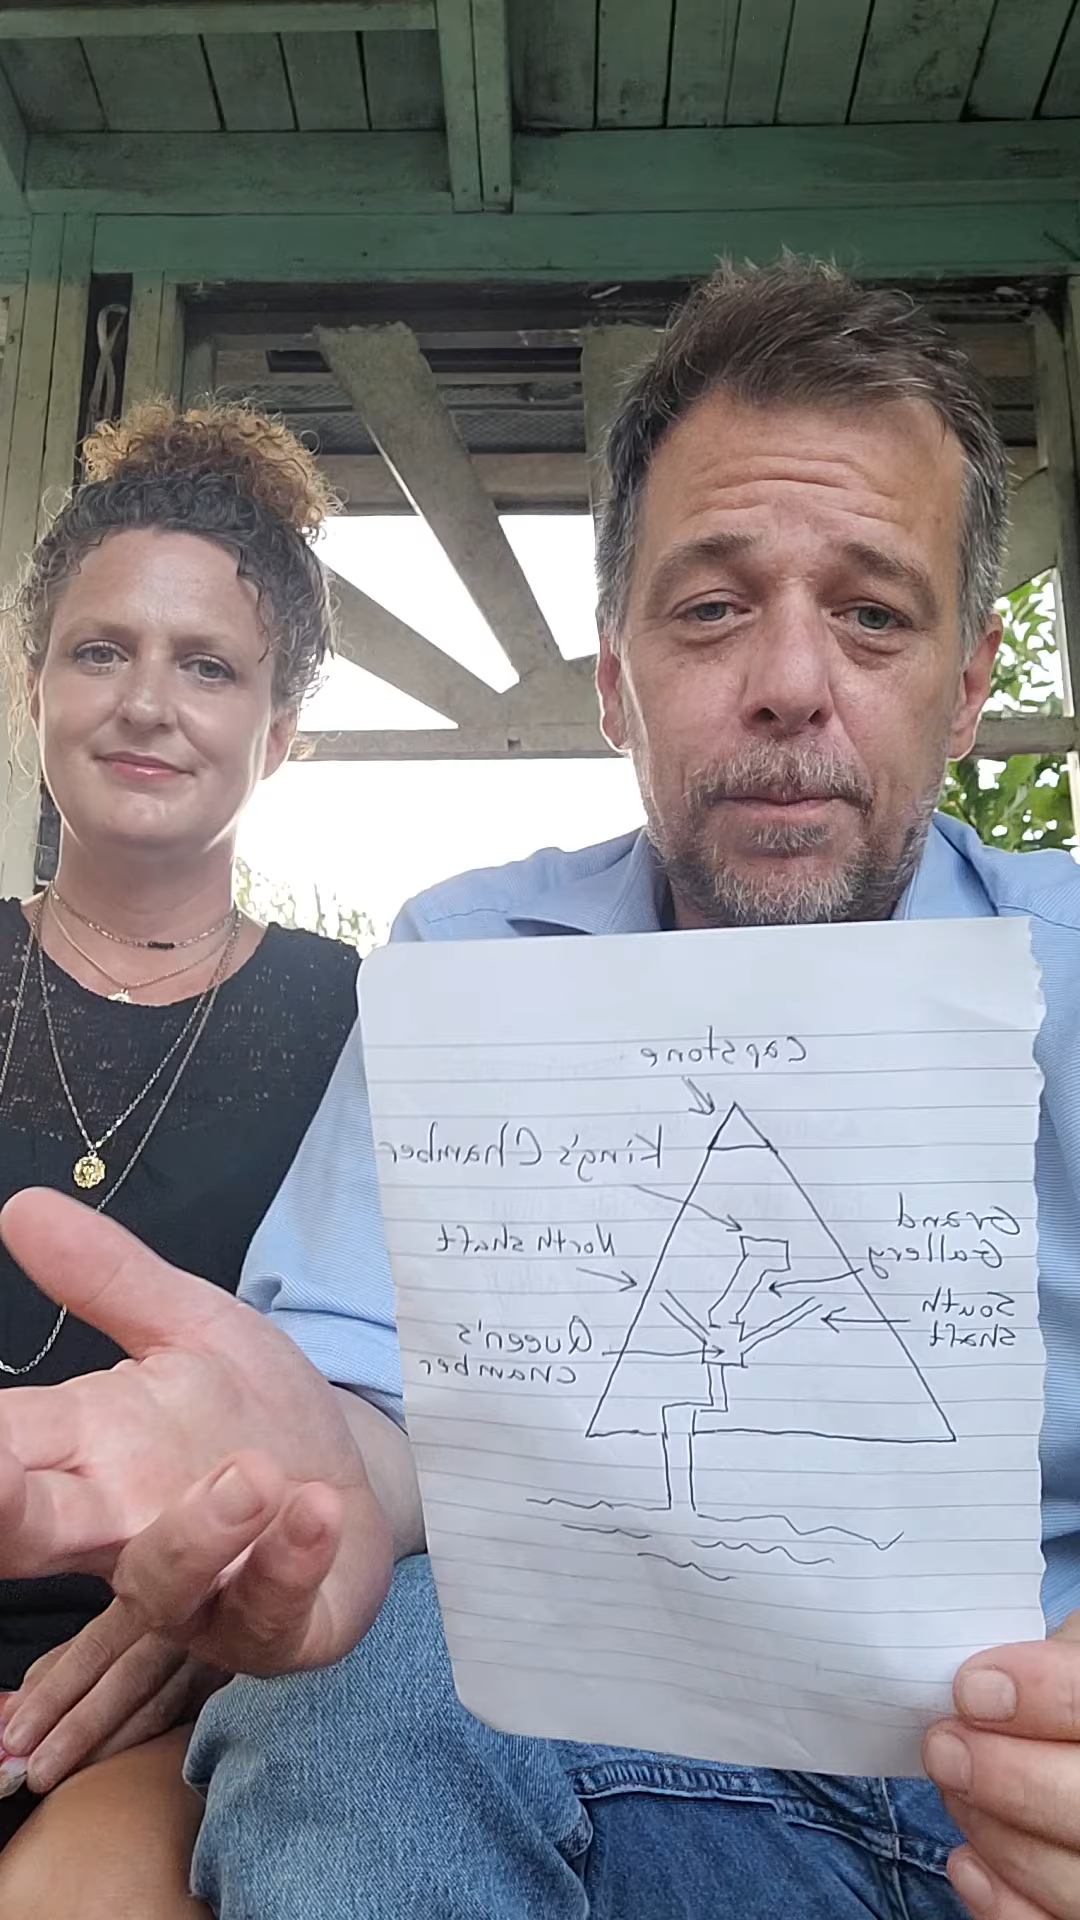 Capstone
King's Chamber
Grand
Gallery
North shaft
South
shaft
Queen's
chamber